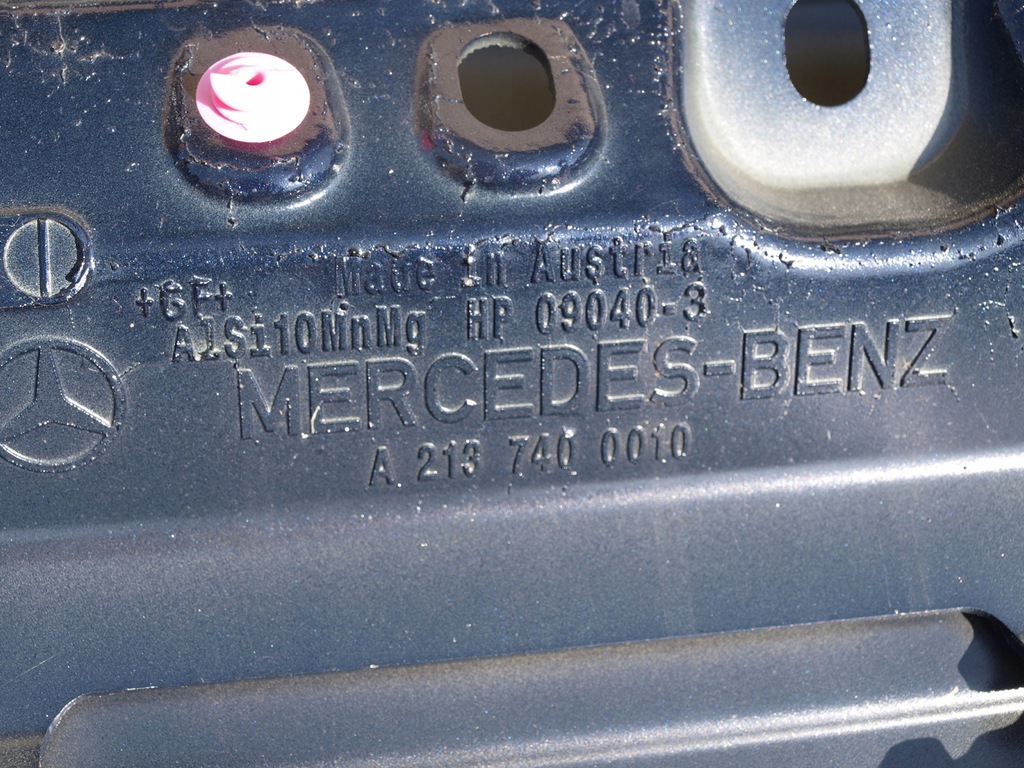 Made in Austria
+GF+
AlSi10MnMg HP 09040-3
MERCEDES-BENZ
A 213 740 0010